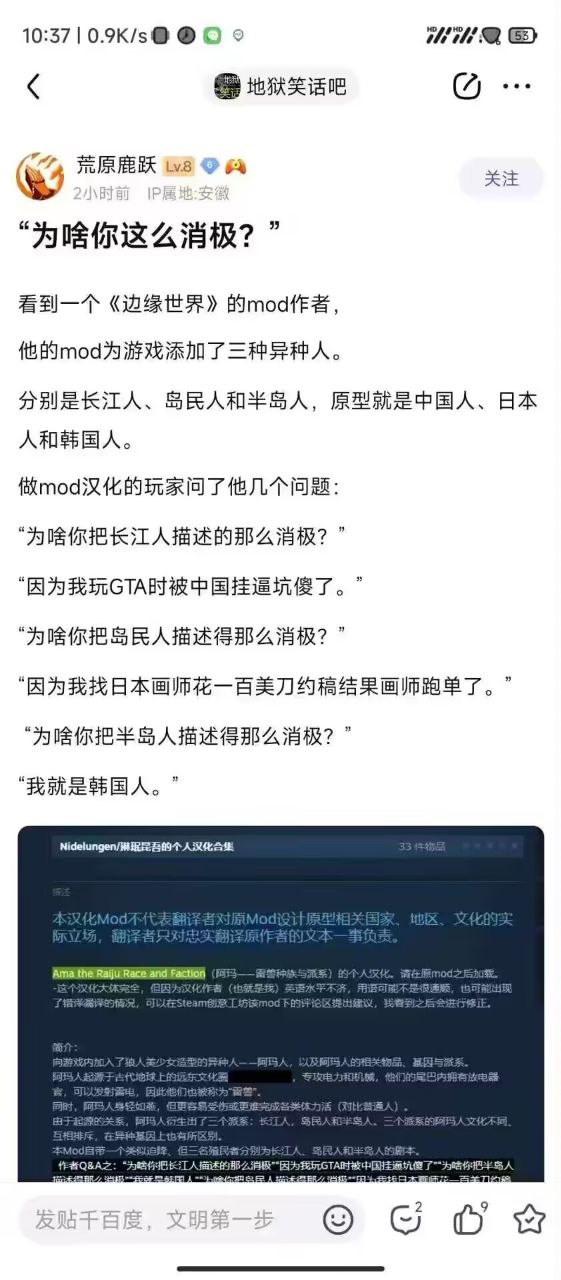 10:37 | 0.9K/s
53
地狱笑话吧
荒原鹿跃 Lv.8
2小时前 IP属地:安徽
关注
“为啥你这么消极？”
看到一个《边缘世界》的mod作者，
他的mod为游戏添加了三种异种人。
分别是长江人、岛民人和半岛人，原型就是中国人、日本
人和韩国人。
做mod汉化的玩家问了他几个问题：
“为啥你把长江人描述的那么消极？”
“因为我玩GTA时被中国挂逼坑傻了。”
“为啥你把岛民人描述得那么消极？”
“因为我找日本画师花一百美刀约稿结果画师跑单了。”
“为啥你把半岛人描述得那么消极？”
“我就是韩国人。”
Nidelungen/琳珉昆吾的个人汉化合集 33 件物品
描述
本汉化Mod不代表翻译者对原Mod设计原型相关国家、地区、文化的实
际立场，翻译者只对忠实翻译原作者的文本一事负责。
Ama the Raiju Race and Faction（阿玛——雷兽种族与派系）的个人汉化。请在原mod之后加载。
-这个汉化大体完全，但因为汉化作者（也就是我）英语水平不济，用语可能不是很通顺，也可能出现
了错译漏译的情况，可以在Steam创意工坊该mod下的评论区提出建议，我看到之后会进行修正。
简介：
向游戏内加入了狼人美少女造型的异种人——阿玛人，以及阿玛人的相关物品、基因与派系。
阿玛人起源于古代地球上的远东文化圈，专攻电力和机械，他们的尾巴内拥有放电器
官，可以发射雷电，因此他们也被称为“雷兽”。
同时，阿玛人身轻如燕，但更容易受伤或更难完成各类体力活（对比普通人）。
由于起源的关系，阿玛人衍生出了三个派系：长江人，岛民人和半岛人。三个派系的阿玛人文化不同、
互相排斥，在异种基因上也有所区别。
本Mod自带一个类似迫降、但三名殖民者分别为长江人、岛民人和半岛人的剧本。
作者Q&A之：“为啥你把长江人描述的那么消极”“因为我玩GTA时被中国挂逼坑傻了”“为啥你把半岛人
描述得那么消极”“我就是韩国人”“为啥你把岛民人描述得那么消极”“因为我找日本画师花一百美刀约稿
发贴千百度，文明第一步
2
9